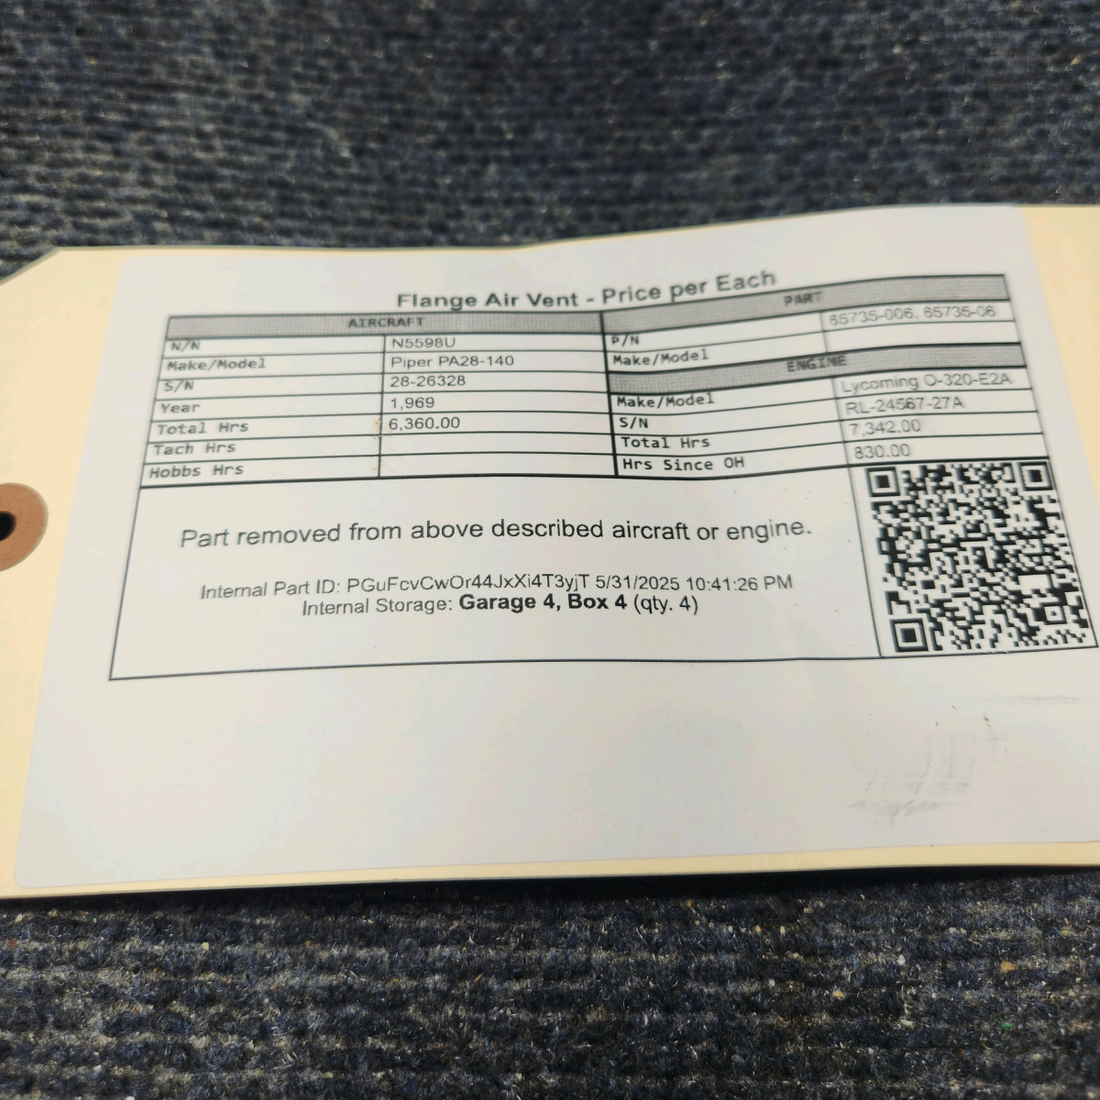 Flange Air Vent - Price per Each
AIRCRAFT
N/N N5598U
Make/Model Piper PA28-140
S/N 28-26328
Year 1,969
Total Hrs 6,360.00
Tach Hrs
Hobbs Hrs
PART
P/N 65735-006, 65735-06
Make/Model
ENGINE
Make/Model Lycoming O-320-E2A
S/N RL-24567-27A
Total Hrs 7,342.00
Hrs Since OH 830.00
Part removed from above described aircraft or engine.
Internal Part ID: PGuFcvCwOr44JxXi4T3yjT 5/31/2025 10:41:26 PM
Internal Storage: Garage 4, Box 4 (qty. 4)